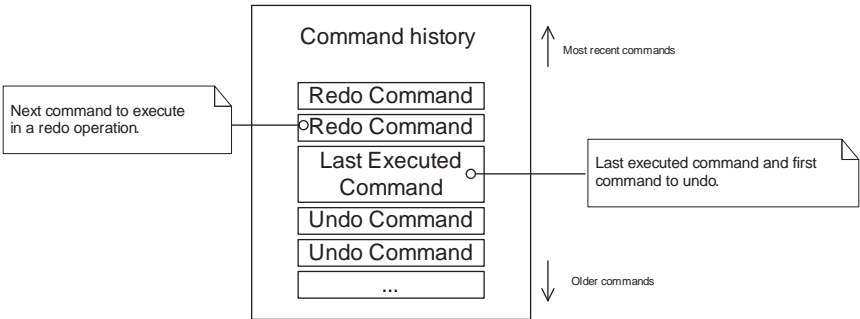 Command history
Most recent commands
Redo Command
Next command to execute
in a redo operation.
Redo Command
Last Executed
Command
Last executed command and first
command to undo.
Undo Command
Undo Command
...
Older commands